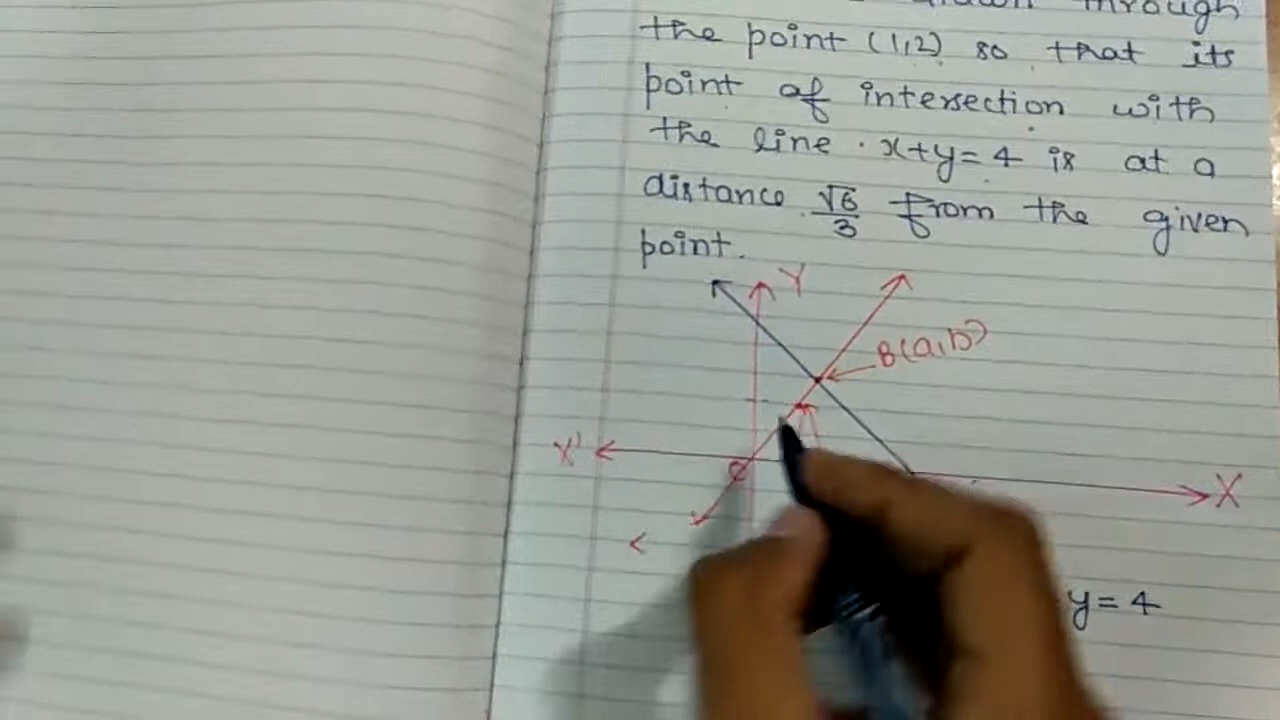 drawn through
the point (1,2) so that its
point of intersection with
the line x+y=4 is at a
distance √6/3 from the given
point.
Y
B(a,b)
X'
X
y=4